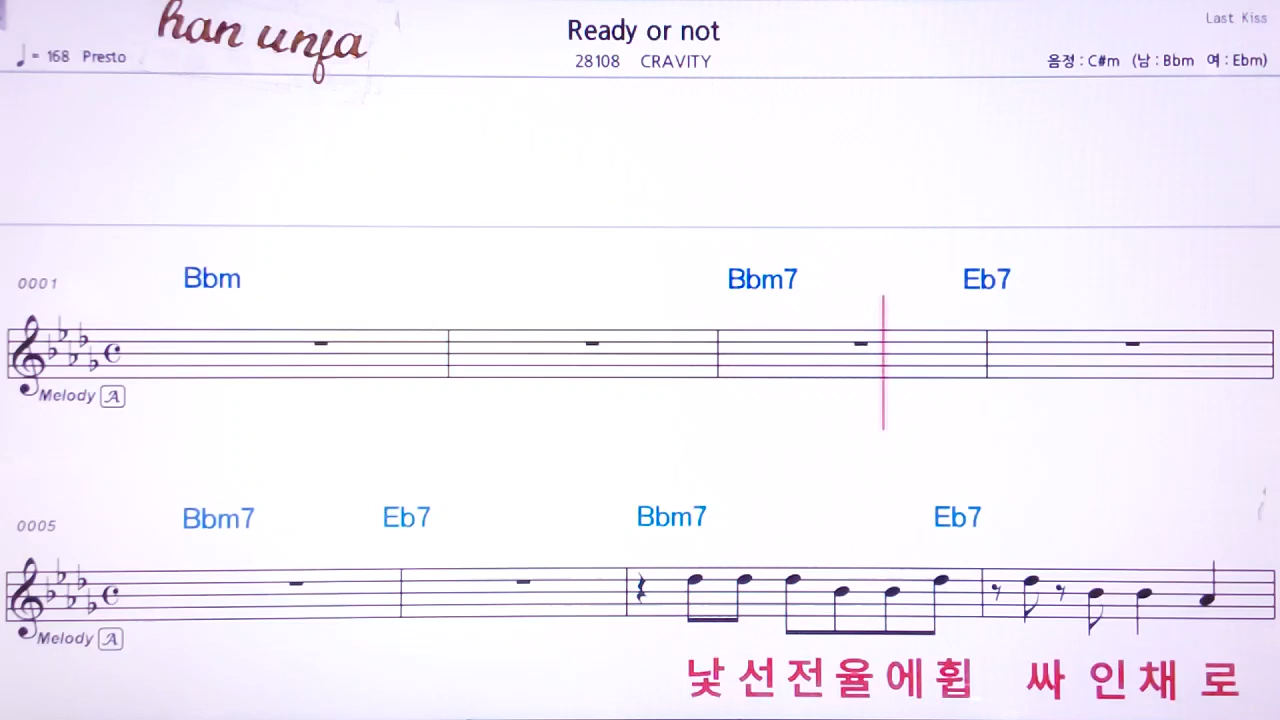 han unfa
Ready or not
Last Kiss
♩= 168 Presto
28108 CRAVITY
음정 : C#m (남 : Bbm 여 : Ebm)
0001 Bbm Bbm7 Eb7
Melody A
0005 Bbm7 Eb7 Bbm7 Eb7
Melody A
낯 선 전 율 에 휩 싸 인 채 로